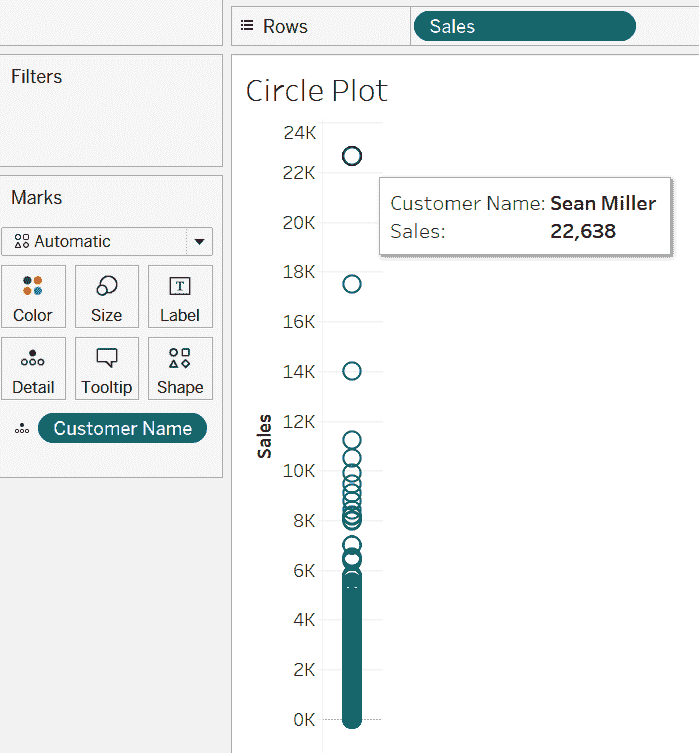 Rows Sales
Filters
Marks
Automatic
Color Size Label
Detail Tooltip Shape
Customer Name
Circle Plot
24K
22K
20K
18K
16K
14K
12K
10K
8K
6K
4K
2K
0K
Sales
Customer Name: Sean Miller
Sales: 22,638